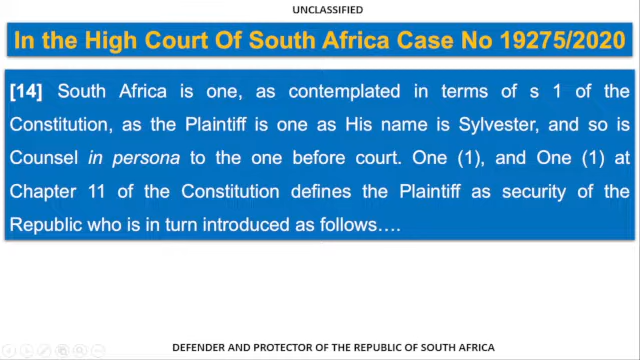 UNCLASSIFIED
In the High Court Of South Africa Case No 19275/2020
[14] South Africa is one, as contemplated in terms of s 1 of the
Constitution, as the Plaintiff is one as His name is Sylvester, and so is
Counsel in persona to the one before court. One (1), and One (1) at
Chapter 11 of the Constitution defines the Plaintiff as security of the
Republic who is in turn introduced as follows….
DEFENDER AND PROTECTOR OF THE REPUBLIC OF SOUTH AFRICA